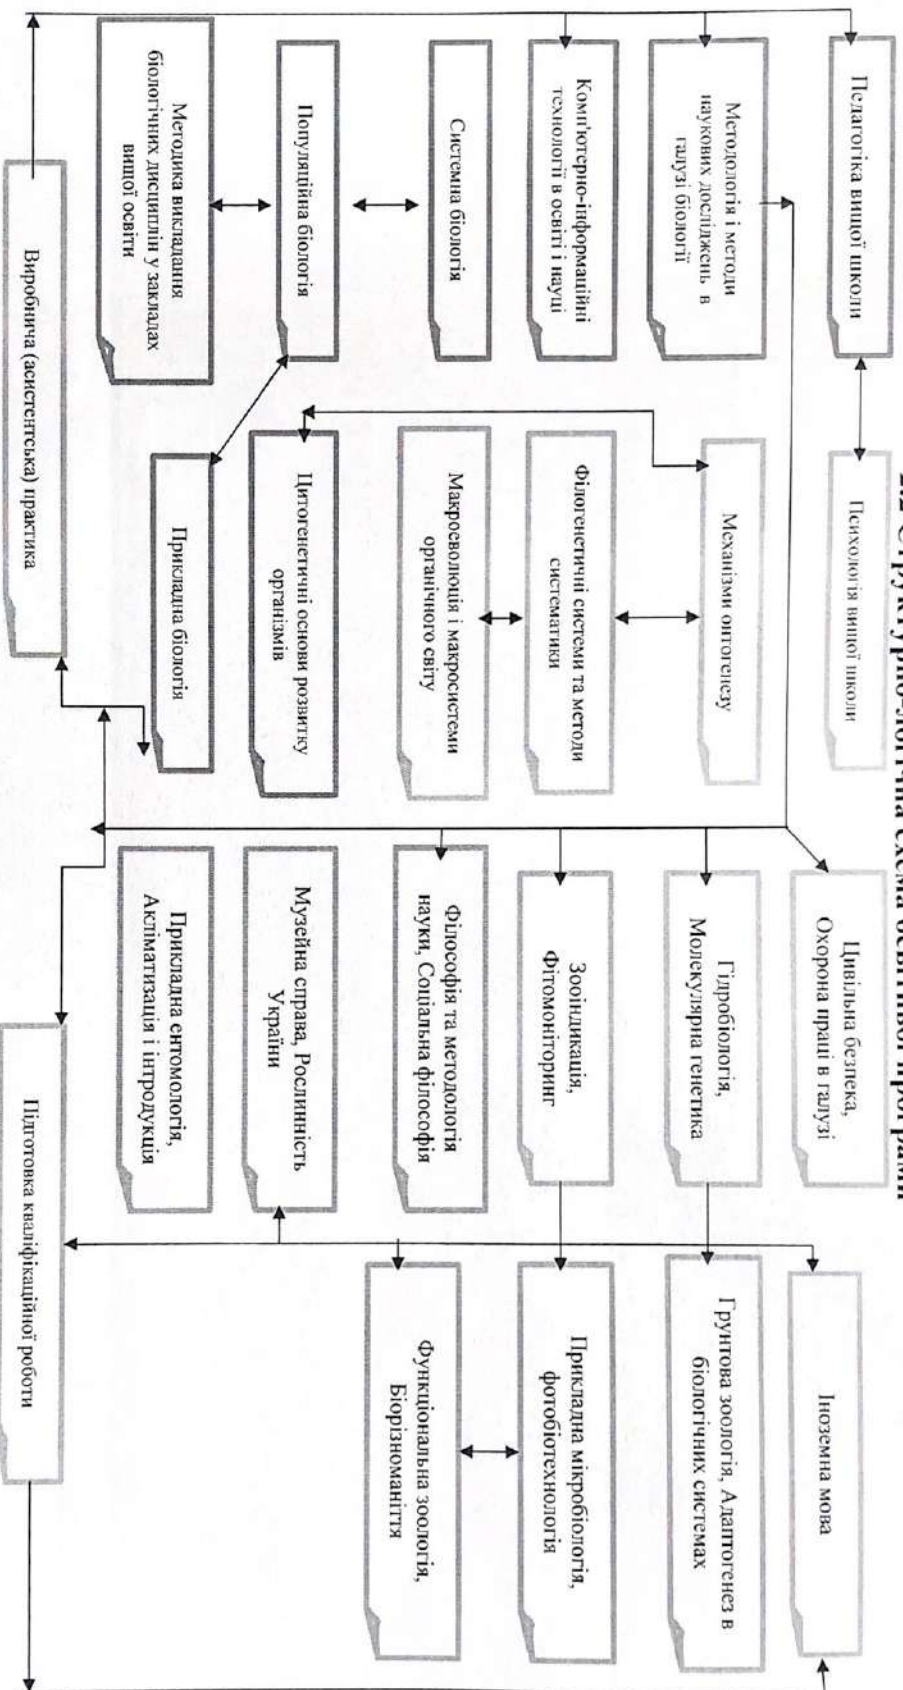 2.2 Структурно-логічна схема освітньої програми
Педагогіка вищої школи
Методологія і методи
наукових досліджень в
галузі біології
Комп'ютерно-інформаційні
технології в освіті і науці
Системна біологія
Популяційна біологія
Методика викладання
біологічних дисциплін у закладах
вищої освіти
Виробнича (асистентська) практика
Психологія вищої школи
Механізми онтогенезу
Філогенетичні системи та методи
систематики
Макроеволюція і макросистеми
органічного світу
Цитогенетичні основи розвитку
організмів
Прикладна біологія
Цивільна безпека,
Охорона праці в галузі
Гідробіологія,
Молекулярна генетика
Зооіндикація,
Фітомоніторинг
Філософія та методологія
науки, Соціальна філософія
Музейна справа, Рослинність
України
Прикладна ентомологія,
Акліматизація і інтродукція
Підготовка кваліфікаційної роботи
Іноземна мова
Грунтова зоологія, Адаптогенез в
біологічних системах
Прикладна мікробіологія,
фотобіотехнологія
Функціональна зоологія,
Біорізноманіття